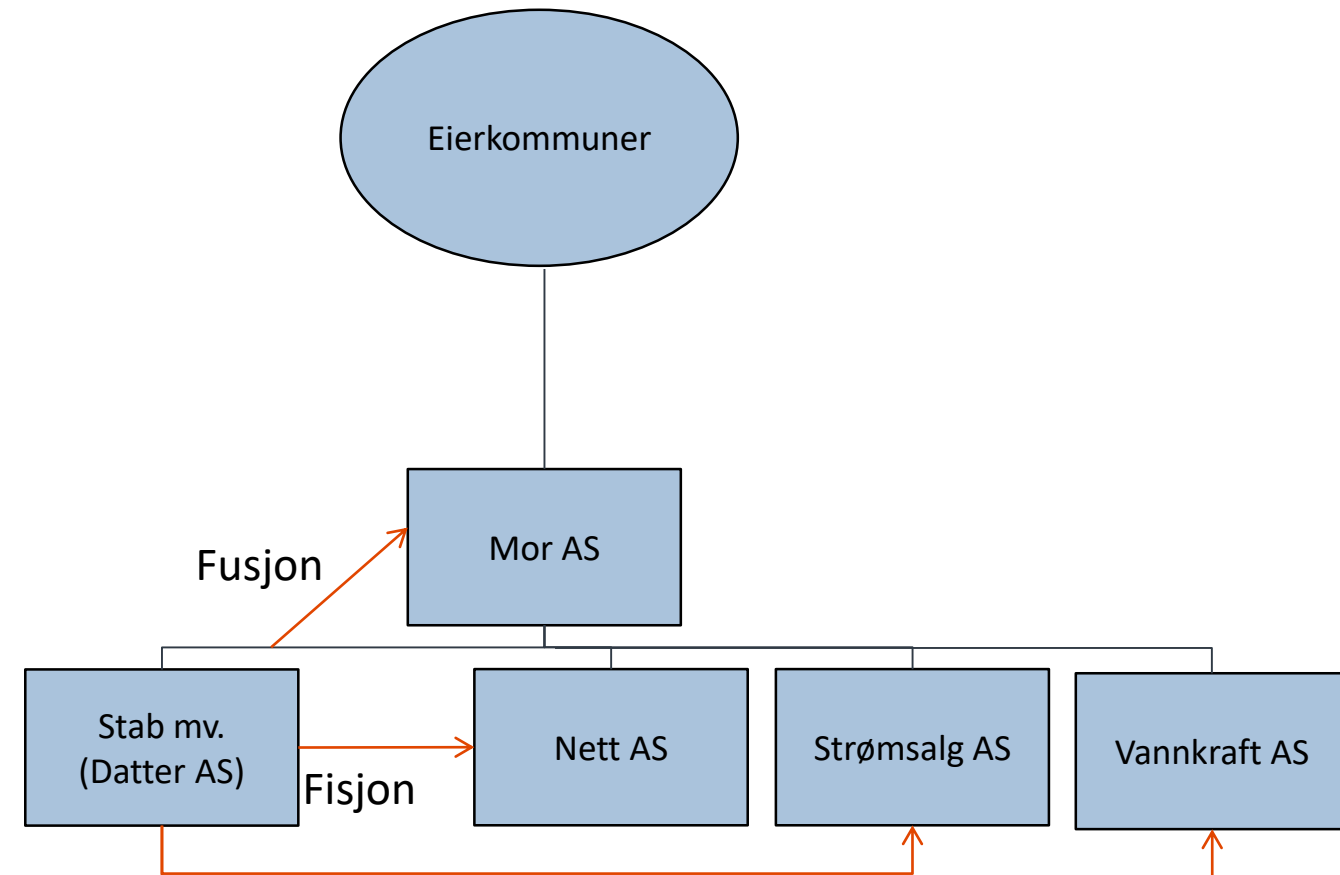 Eierkommuner
Mor AS
Fusjon
Stab mv.
(Datter AS)
Fisjon
Nett AS
Strømsalg AS
Vannkraft AS